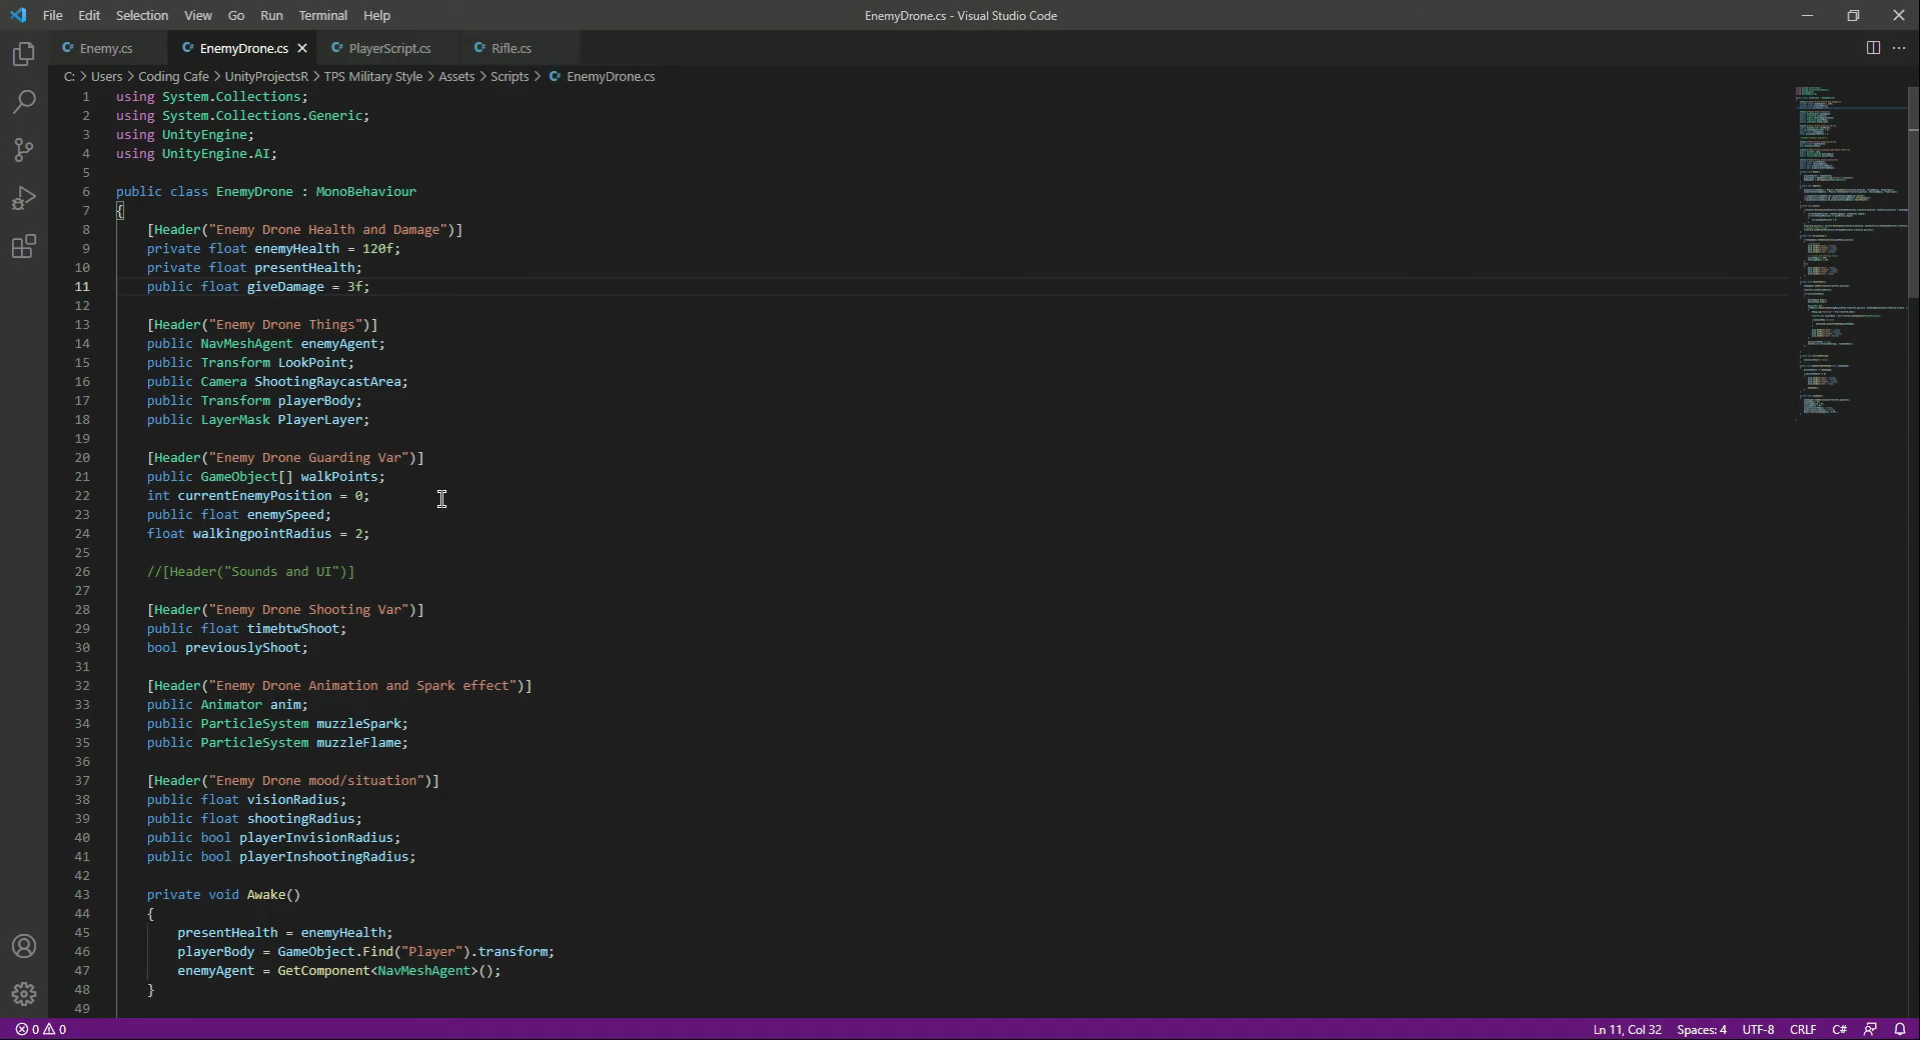 File Edit Selection View Go Run Terminal Help EnemyDrone.cs - Visual Studio Code
Enemy.cs EnemyDrone.cs PlayerScript.cs Rifle.cs
C: > Users > Coding Cafe > UnityProjectsR > TPS Military Style > Assets > Scripts > EnemyDrone.cs
1 using System.Collections;
2 using System.Collections.Generic;
3 using UnityEngine;
4 using UnityEngine.AI;
5
6 public class EnemyDrone : MonoBehaviour
7 {
8 [Header("Enemy Drone Health and Damage")]
9 private float enemyHealth = 120f;
10 private float presentHealth;
11 public float giveDamage = 3f;
12
13 [Header("Enemy Drone Things")]
14 public NavMeshAgent enemyAgent;
15 public Transform LookPoint;
16 public Camera ShootingRaycastArea;
17 public Transform playerBody;
18 public LayerMask PlayerLayer;
19
20 [Header("Enemy Drone Guarding Var")]
21 public GameObject[] walkPoints;
22 int currentEnemyPosition = 0;
23 public float enemySpeed;
24 float walkingpointRadius = 2;
25
26 //[Header("Sounds and UI")]
27
28 [Header("Enemy Drone Shooting Var")]
29 public float timebtwShoot;
30 bool previouslyShoot;
31
32 [Header("Enemy Drone Animation and Spark effect")]
33 public Animator anim;
34 public ParticleSystem muzzleSpark;
35 public ParticleSystem muzzleFlame;
36
37 [Header("Enemy Drone mood/situation")]
38 public float visionRadius;
39 public float shootingRadius;
40 public bool playerInvisionRadius;
41 public bool playerInshootingRadius;
42
43 private void Awake()
44 {
45 presentHealth = enemyHealth;
46 playerBody = GameObject.Find("Player").transform;
47 enemyAgent = GetComponent<NavMeshAgent>();
48 }
49
0 0 Ln 11, Col 32 Spaces: 4 UTF-8 CRLF C#